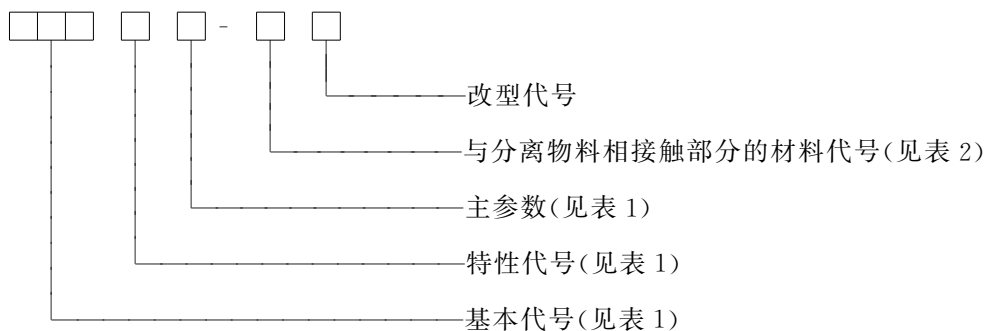 -
改型代号
与分离物料相接触部分的材料代号(见表 2)
主参数(见表 1)
特性代号(见表 1)
基本代号(见表 1)